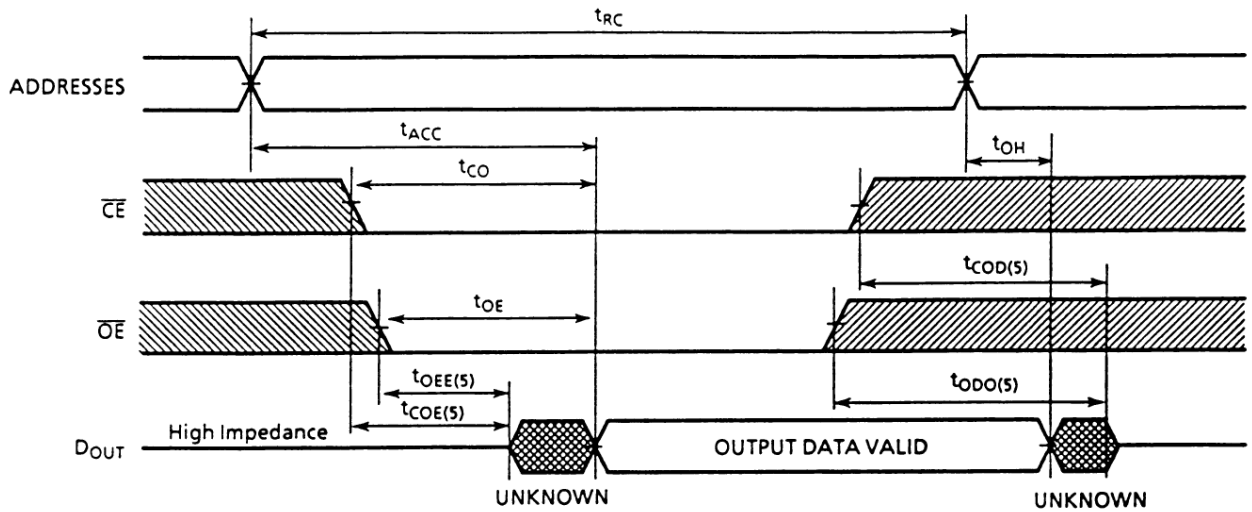 tRC
ADDRESSES
tACC
tOH
tCO
CE
tCOD(5)
tOE
OE
tOEE(5)
tODO(5)
tCOE(5)
High Impedance
DOUT
OUTPUT DATA VALID
UNKNOWN
UNKNOWN